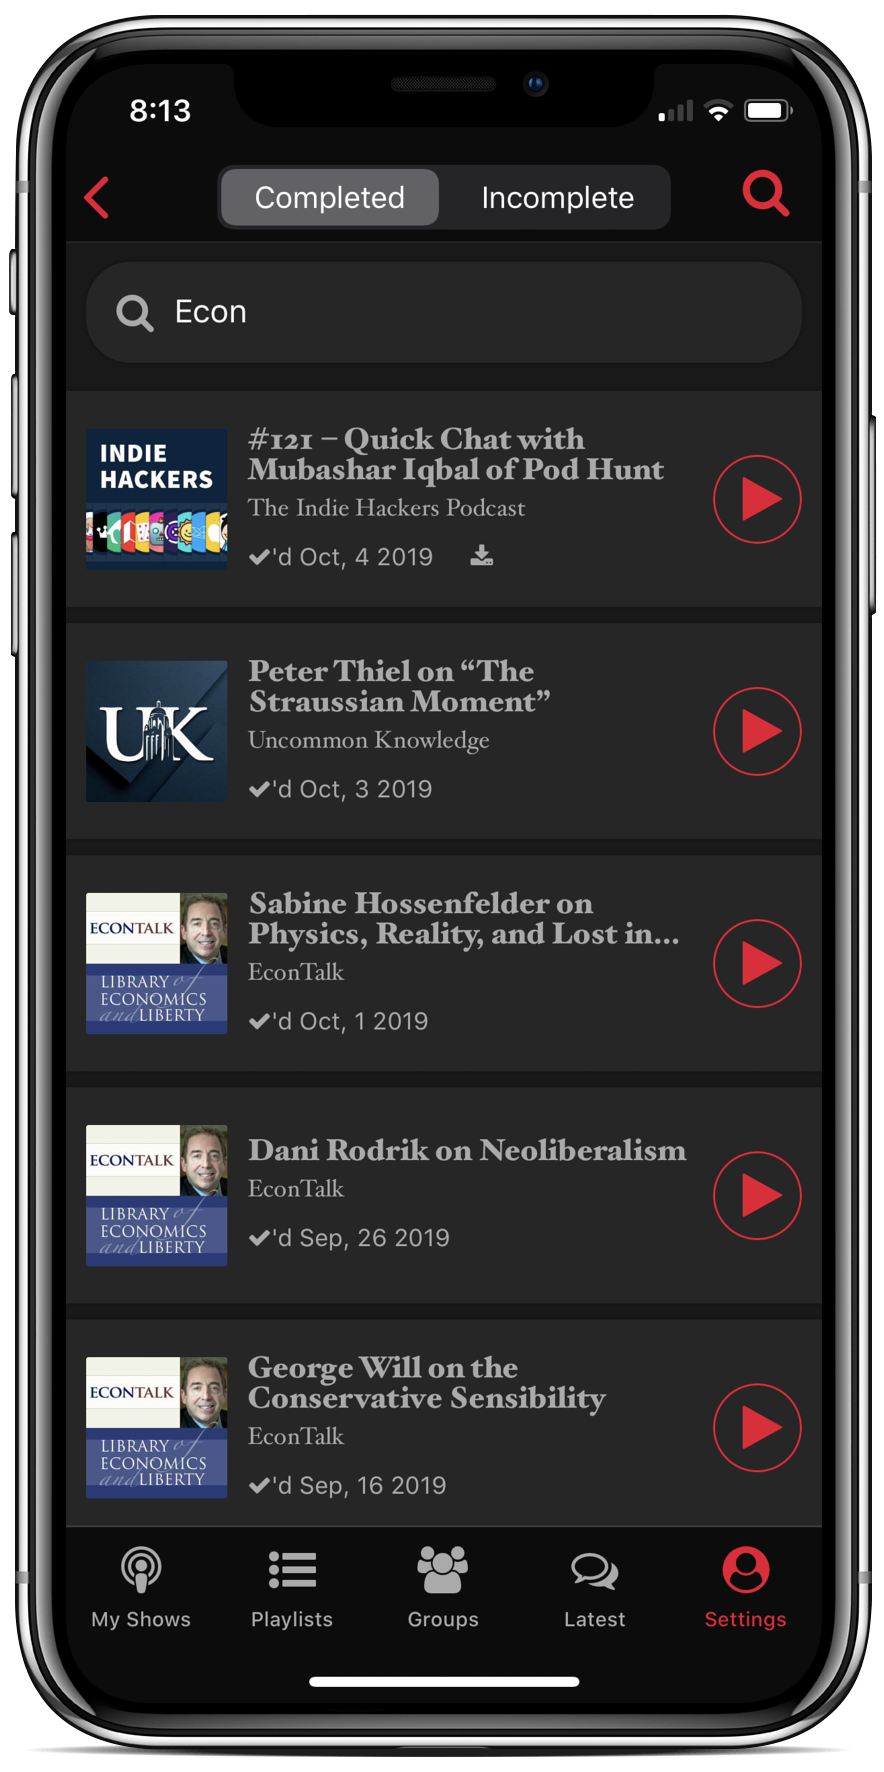 8:13
Completed
Incomplete
Econ
INDIE
HACKERS
#121 – Quick Chat with
Mubashar Iqbal of Pod Hunt
The Indie Hackers Podcast
✔'d Oct, 4 2019
UK
Peter Thiel on “The
Straussian Moment”
Uncommon Knowledge
✔'d Oct, 3 2019
ECONTALK
LIBRARY of
ECONOMICS
and LIBERTY
Sabine Hossenfelder on
Physics, Reality, and Lost in...
EconTalk
✔'d Oct, 1 2019
ECONTALK
LIBRARY of
ECONOMICS
and LIBERTY
Dani Rodrik on Neoliberalism
EconTalk
✔'d Sep, 26 2019
ECONTALK
LIBRARY of
ECONOMICS
and LIBERTY
George Will on the
Conservative Sensibility
EconTalk
✔'d Sep, 16 2019
My Shows
Playlists
Groups
Latest
Settings